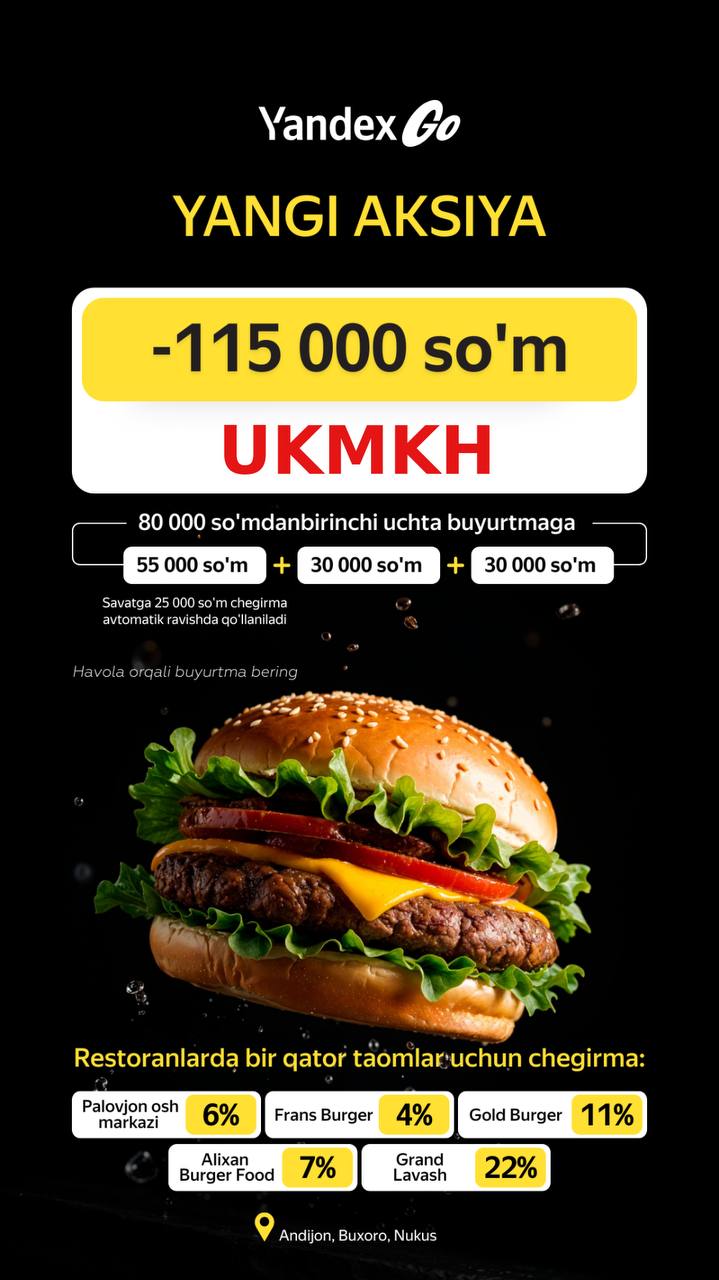 Yandex Go
YANGI AKSIYA
-115 000 so'm
UKMKH
80 000 so'mdanbirinchi uchta buyurtmaga
55 000 so'm + 30 000 so'm + 30 000 so'm
Savatga 25 000 so'm chegirma
avtomatik ravishda qo'llaniladi
Havola orqali buyurtma bering
Restoranlarda bir qator taomlar uchun chegirma:
Palovjon osh
markazi
6%
Frans Burger
4%
Gold Burger
11%
Alixan
Burger Food
7%
Grand
Lavash
22%
Andijon, Buxoro, Nukus